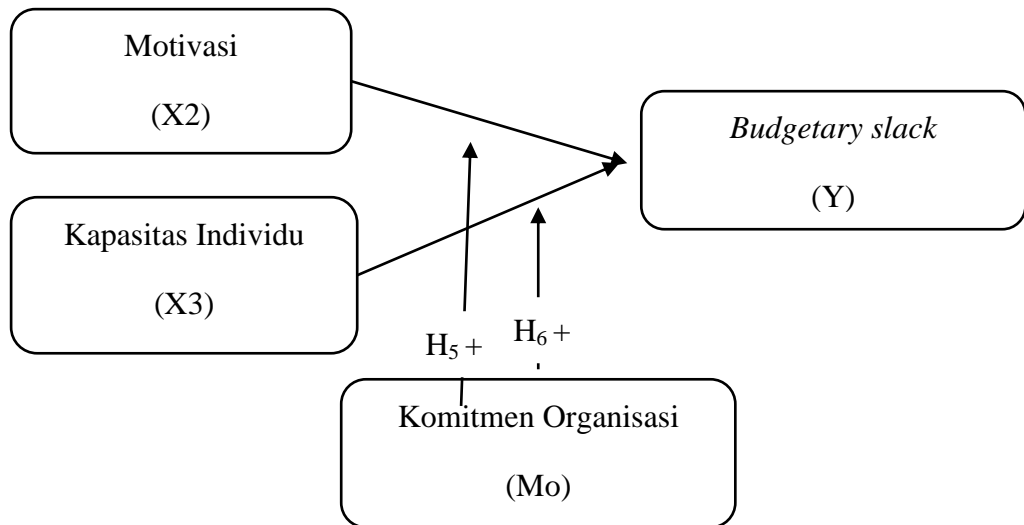 Motivasi
(X2)
Budgetary slack
(Y)
Kapasitas Individu
(X3)
H₅ +
H₆ +
Komitmen Organisasi
(Mo)